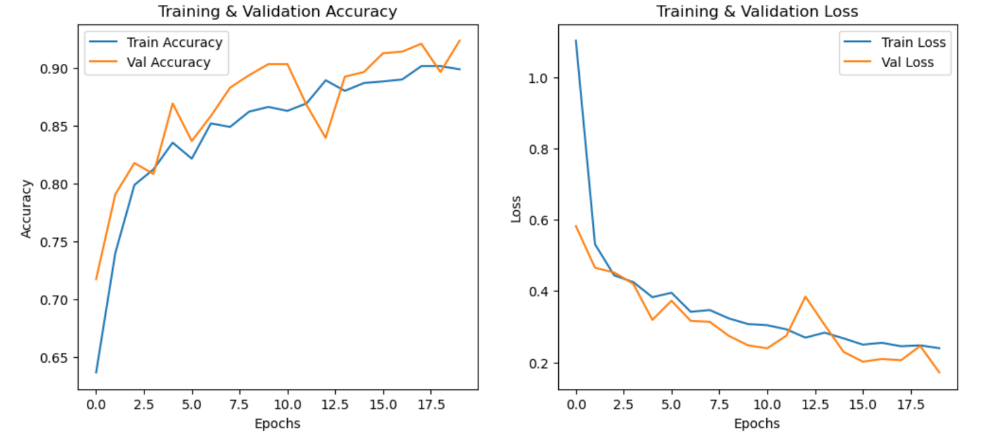 Training & Validation Accuracy
Train Accuracy
Val Accuracy
0.90
0.85
0.80
0.75
0.70
0.65
Accuracy
0.0 2.5 5.0 7.5 10.0 12.5 15.0 17.5
Epochs
Training & Validation Loss
Train Loss
Val Loss
1.0
0.8
0.6
0.4
0.2
Loss
0.0 2.5 5.0 7.5 10.0 12.5 15.0 17.5
Epochs